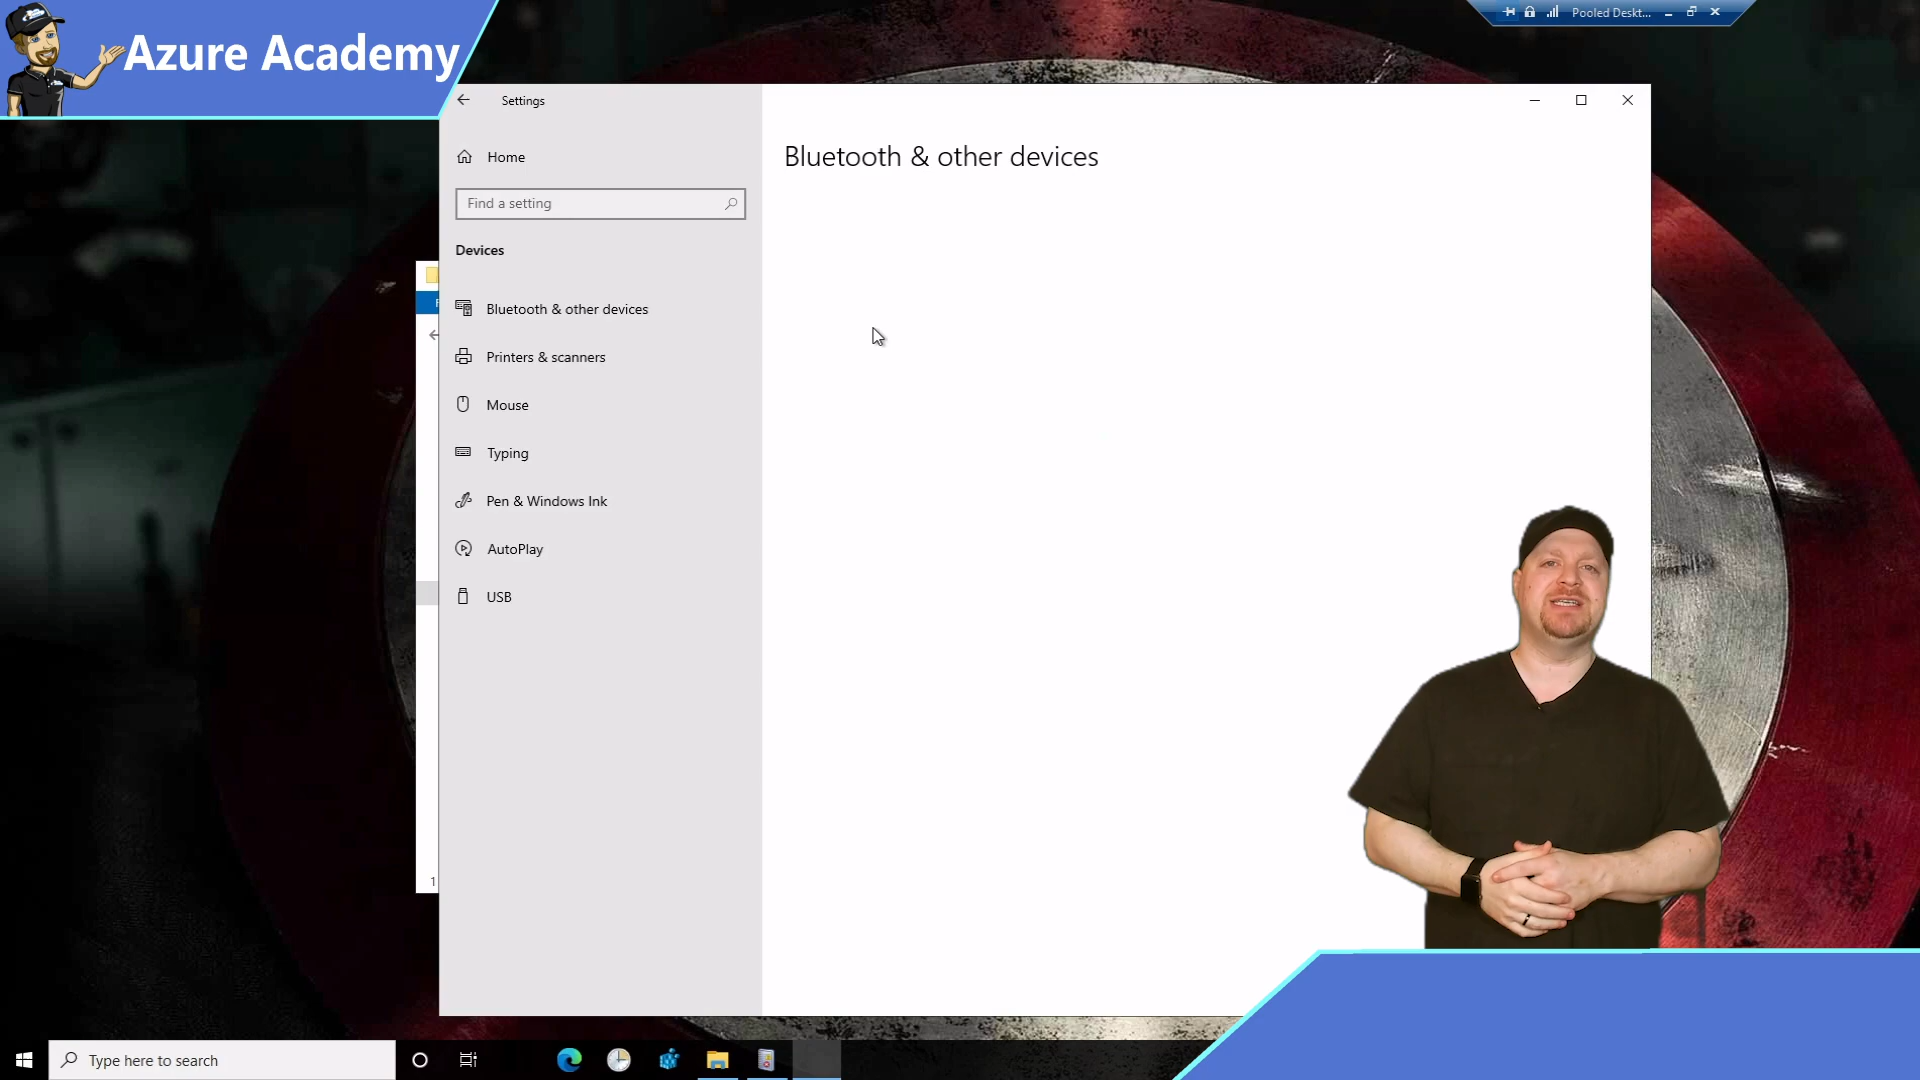 Azure Academy
Pooled Deskt...
Settings
Home
Find a setting
Devices
Bluetooth & other devices
Printers & scanners
Mouse
Typing
Pen & Windows Ink
AutoPlay
USB
Bluetooth & other devices
1
Type here to search